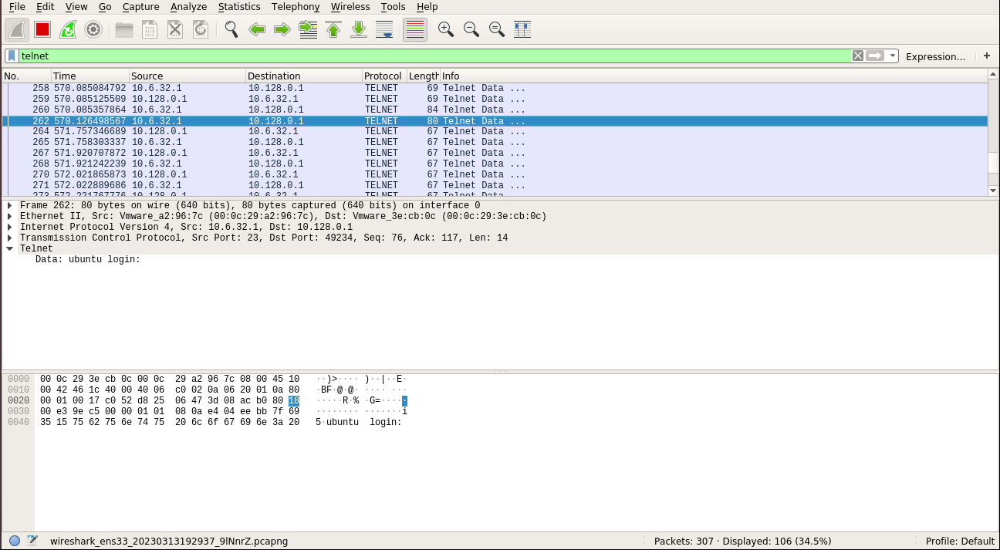 File Edit View Go Capture Analyze Statistics Telephony Wireless Tools Help
telnet Expression... +
No. Time Source Destination Protocol Length Info
258 570.085084792 10.6.32.1 10.128.0.1 TELNET 69 Telnet Data ...
259 570.085125509 10.128.0.1 10.6.32.1 TELNET 69 Telnet Data ...
260 570.085357864 10.6.32.1 10.128.0.1 TELNET 84 Telnet Data ...
262 570.126498567 10.6.32.1 10.128.0.1 TELNET 80 Telnet Data ...
264 571.757346689 10.128.0.1 10.6.32.1 TELNET 67 Telnet Data ...
265 571.758303337 10.6.32.1 10.128.0.1 TELNET 67 Telnet Data ...
267 571.920707872 10.128.0.1 10.6.32.1 TELNET 67 Telnet Data ...
268 571.921242239 10.6.32.1 10.128.0.1 TELNET 67 Telnet Data ...
270 572.021865873 10.128.0.1 10.6.32.1 TELNET 67 Telnet Data ...
271 572.022889686 10.6.32.1 10.128.0.1 TELNET 67 Telnet Data ...
273 572.221767776 10.128.0.1 10.6.32.1 TELNET 67 Telnet Data ...
Frame 262: 80 bytes on wire (640 bits), 80 bytes captured (640 bits) on interface 0
Ethernet II, Src: Vmware_a2:96:7c (00:0c:29:a2:96:7c), Dst: Vmware_3e:cb:0c (00:0c:29:3e:cb:0c)
Internet Protocol Version 4, Src: 10.6.32.1, Dst: 10.128.0.1
Transmission Control Protocol, Src Port: 23, Dst Port: 49234, Seq: 76, Ack: 117, Len: 14
Telnet
Data: ubuntu login:
0000 00 0c 29 3e cb 0c 00 0c 29 a2 96 7c 08 00 45 10 ··)>···· )··|··E·
0010 00 42 46 1c 40 00 40 06 c0 02 0a 06 20 01 0a 80 ·BF·@·@· ···· ···
0020 00 01 00 17 c0 52 d8 25 06 47 3d 08 ac b0 80 18 ·····R·% ·G=·····
0030 00 e3 9e c5 00 00 01 01 08 0a e4 04 ee bb 7f 69 ········ ·······i
0040 35 15 75 62 75 6e 74 75 20 6c 6f 67 69 6e 3a 20 5·ubuntu login:
wireshark_ens33_20230313192937_9lNnrZ.pcapng Packets: 307 · Displayed: 106 (34.5%) Profile: Default